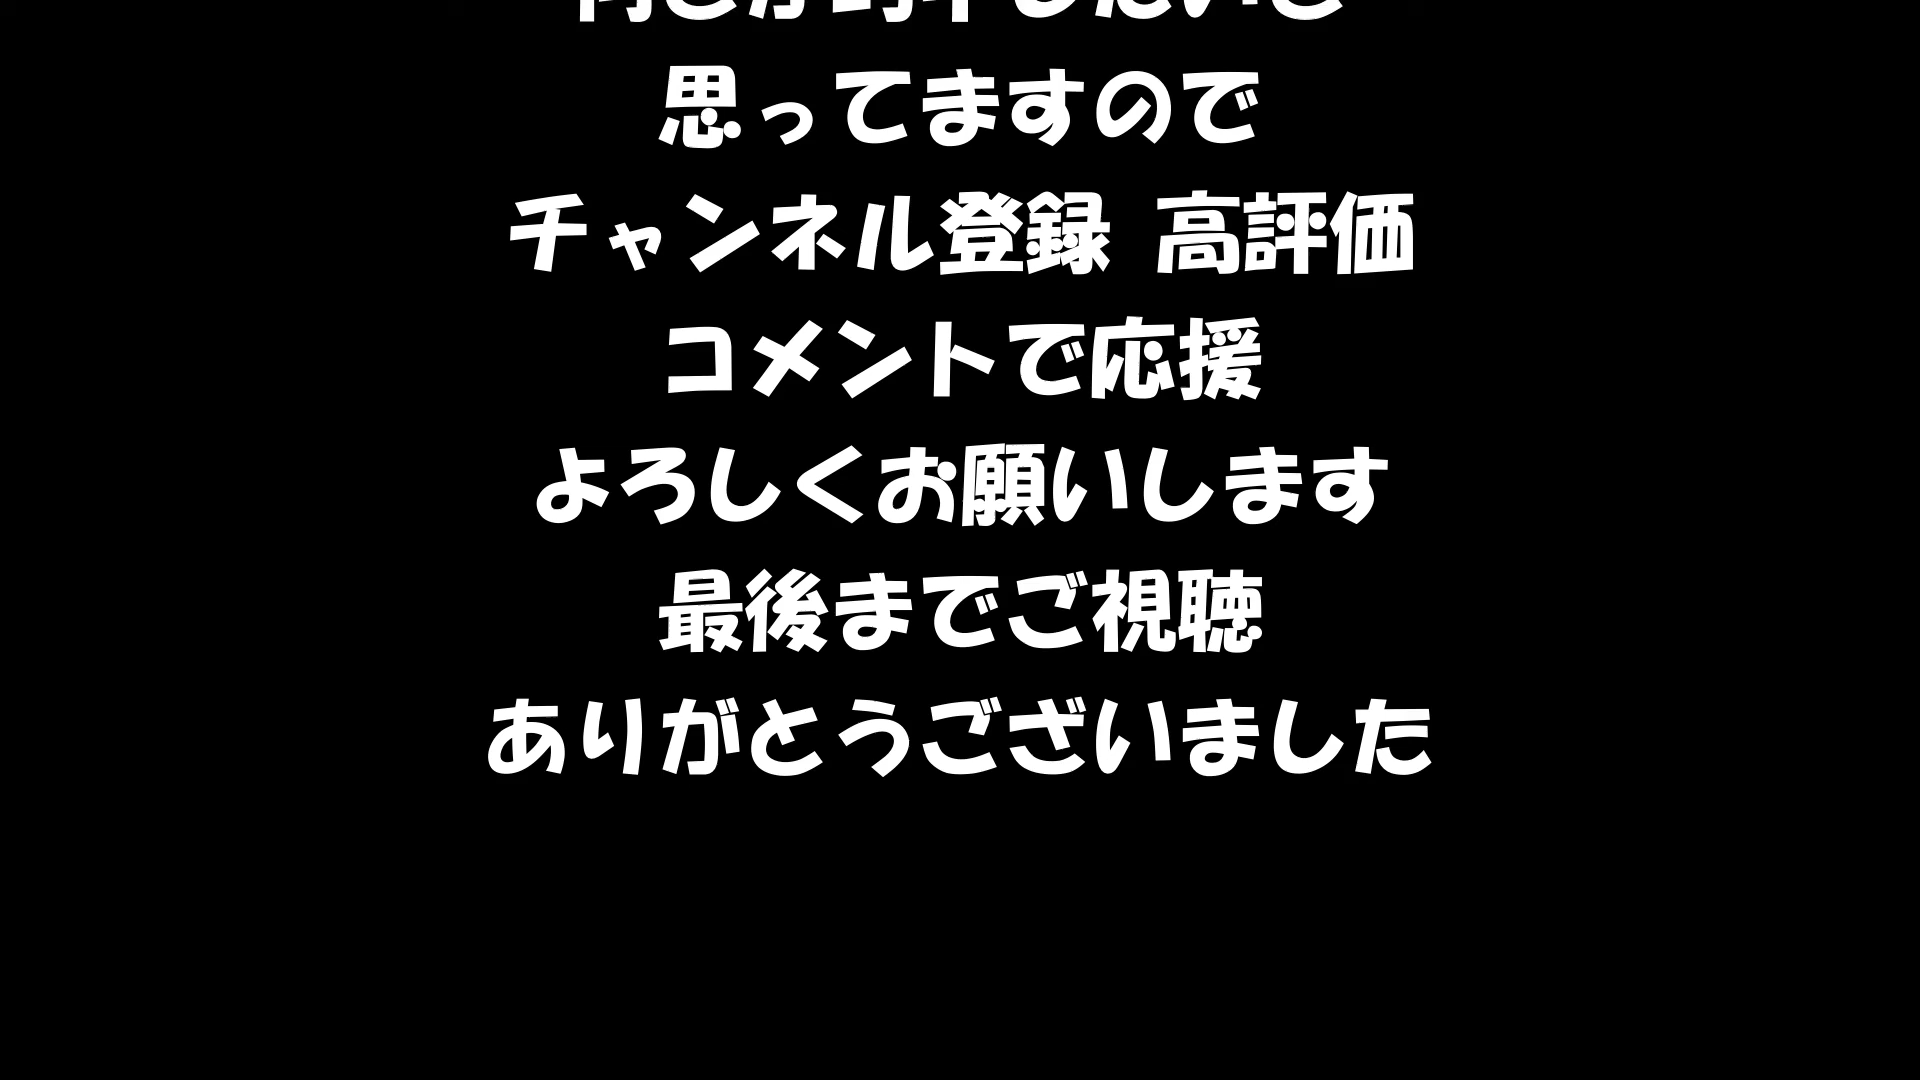 思ってますので
チャンネル登録 高評価
コメントで応援
よろしくお願いします
最後までご視聴
ありがとうございました